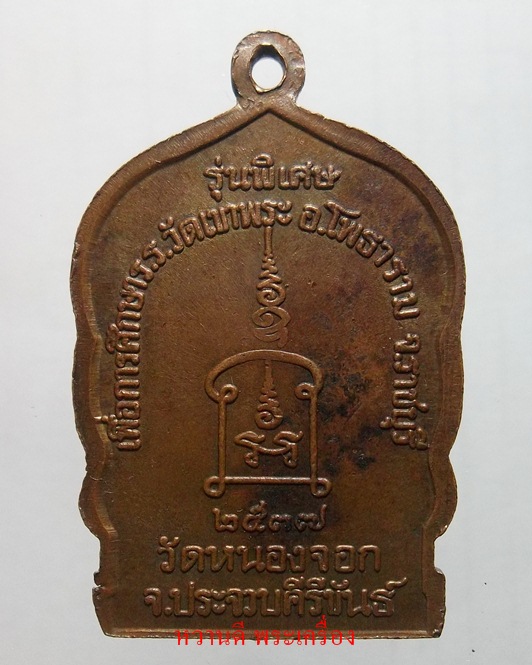 รุ่นพิเศษ
เพื่อการศึกษารร.วัดเขาพระ อ.โพธาราม จ.ราชบุรี
๒๕๓๗
วัดหนองจอก
จ.ประจวบคีรีขันธ์
หวานดี พระเครื่อง